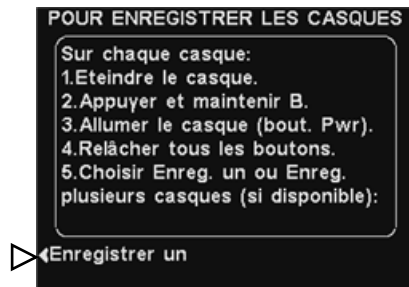 POUR ENREGISTRER LES CASQUES
Sur chaque casque:
1.Eteindre le casque.
2.Appuyer et maintenir B.
3.Allumer le casque (bout. Pwr).
4.Relâcher tous les boutons.
5.Choisir Enreg. un ou Enreg.
plusieurs casques (si disponible):
Enregistrer un